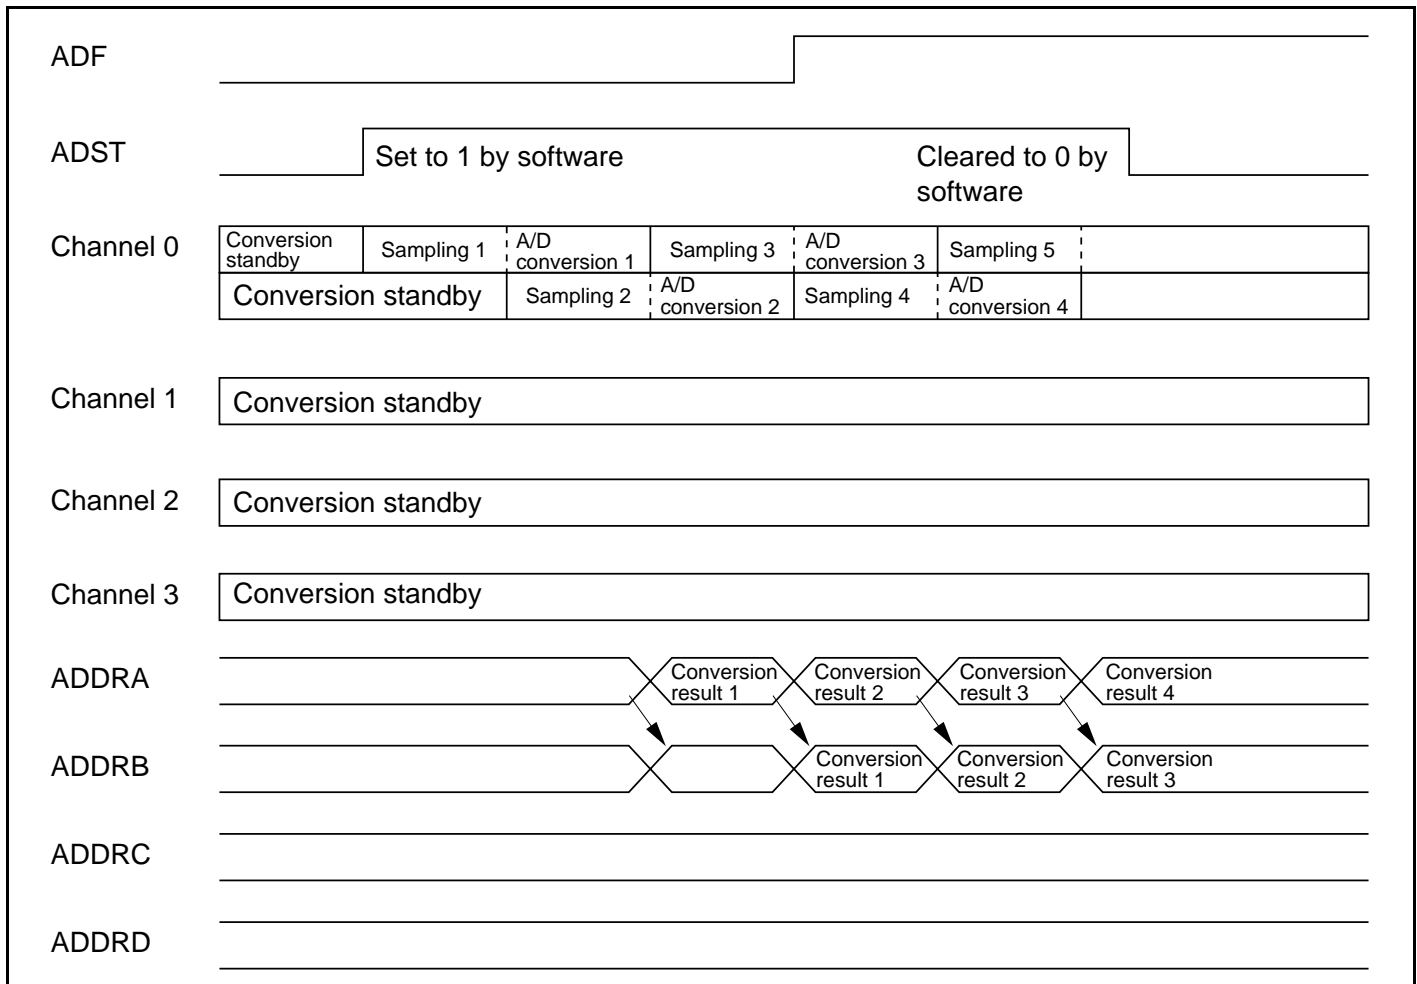 ADF
ADST
Set to 1 by software
Cleared to 0 by
software
Channel 0
Conversion
standby
Sampling 1
A/D
conversion 1
Sampling 3
A/D
conversion 3
Sampling 5
Conversion standby
Sampling 2
A/D
conversion 2
Sampling 4
A/D
conversion 4
Channel 1
Conversion standby
Channel 2
Conversion standby
Channel 3
Conversion standby
ADDRA
Conversion
result 1
Conversion
result 2
Conversion
result 3
Conversion
result 4
ADDRB
Conversion
result 1
Conversion
result 2
Conversion
result 3
ADDRC
ADDRD